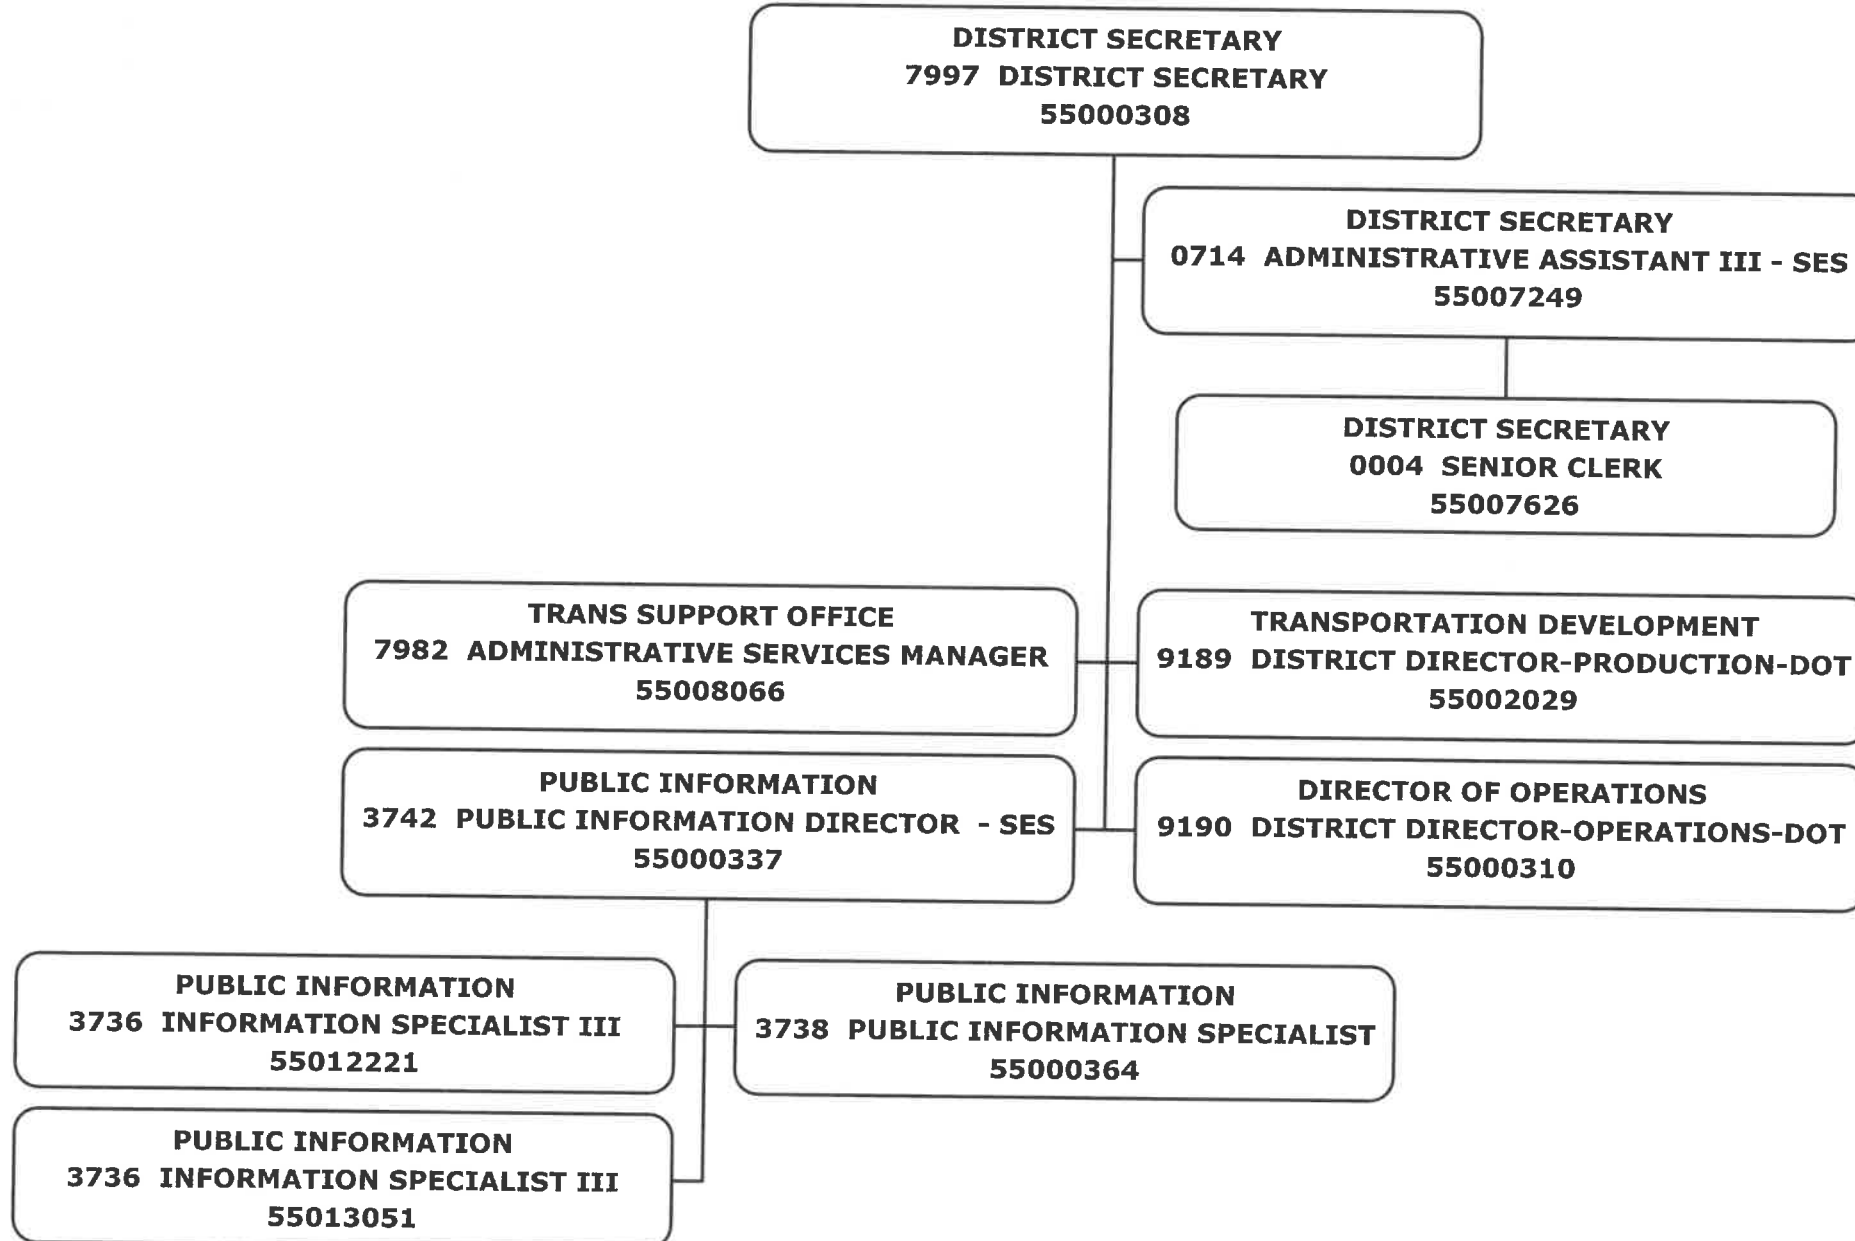 DISTRICT SECRETARY
7997 DISTRICT SECRETARY
55000308
DISTRICT SECRETARY
0714 ADMINISTRATIVE ASSISTANT III - SES
55007249
DISTRICT SECRETARY
0004 SENIOR CLERK
55007626
TRANS SUPPORT OFFICE
7982 ADMINISTRATIVE SERVICES MANAGER
55008066
TRANSPORTATION DEVELOPMENT
9189 DISTRICT DIRECTOR-PRODUCTION-DOT
55002029
PUBLIC INFORMATION
3742 PUBLIC INFORMATION DIRECTOR - SES
55000337
DIRECTOR OF OPERATIONS
9190 DISTRICT DIRECTOR-OPERATIONS-DOT
55000310
PUBLIC INFORMATION
3736 INFORMATION SPECIALIST III
55012221
PUBLIC INFORMATION
3738 PUBLIC INFORMATION SPECIALIST
55000364
PUBLIC INFORMATION
3736 INFORMATION SPECIALIST III
55013051